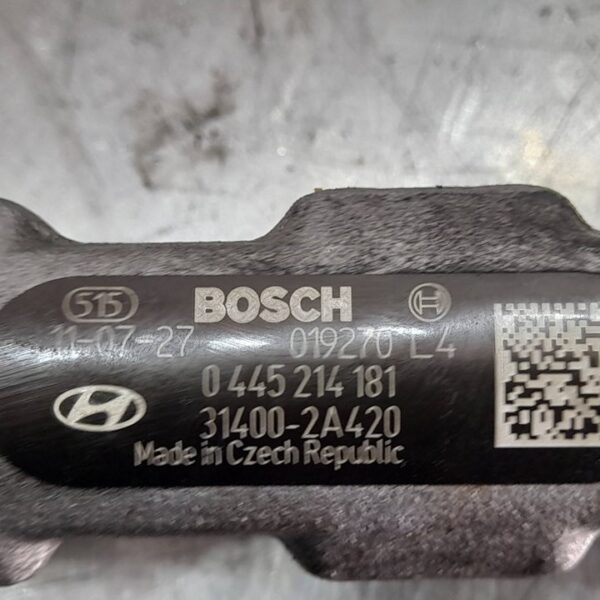 515 BOSCH
11-07-27 019270 L4
0 445 214 181
31400-2A420
Made in Czech Republic